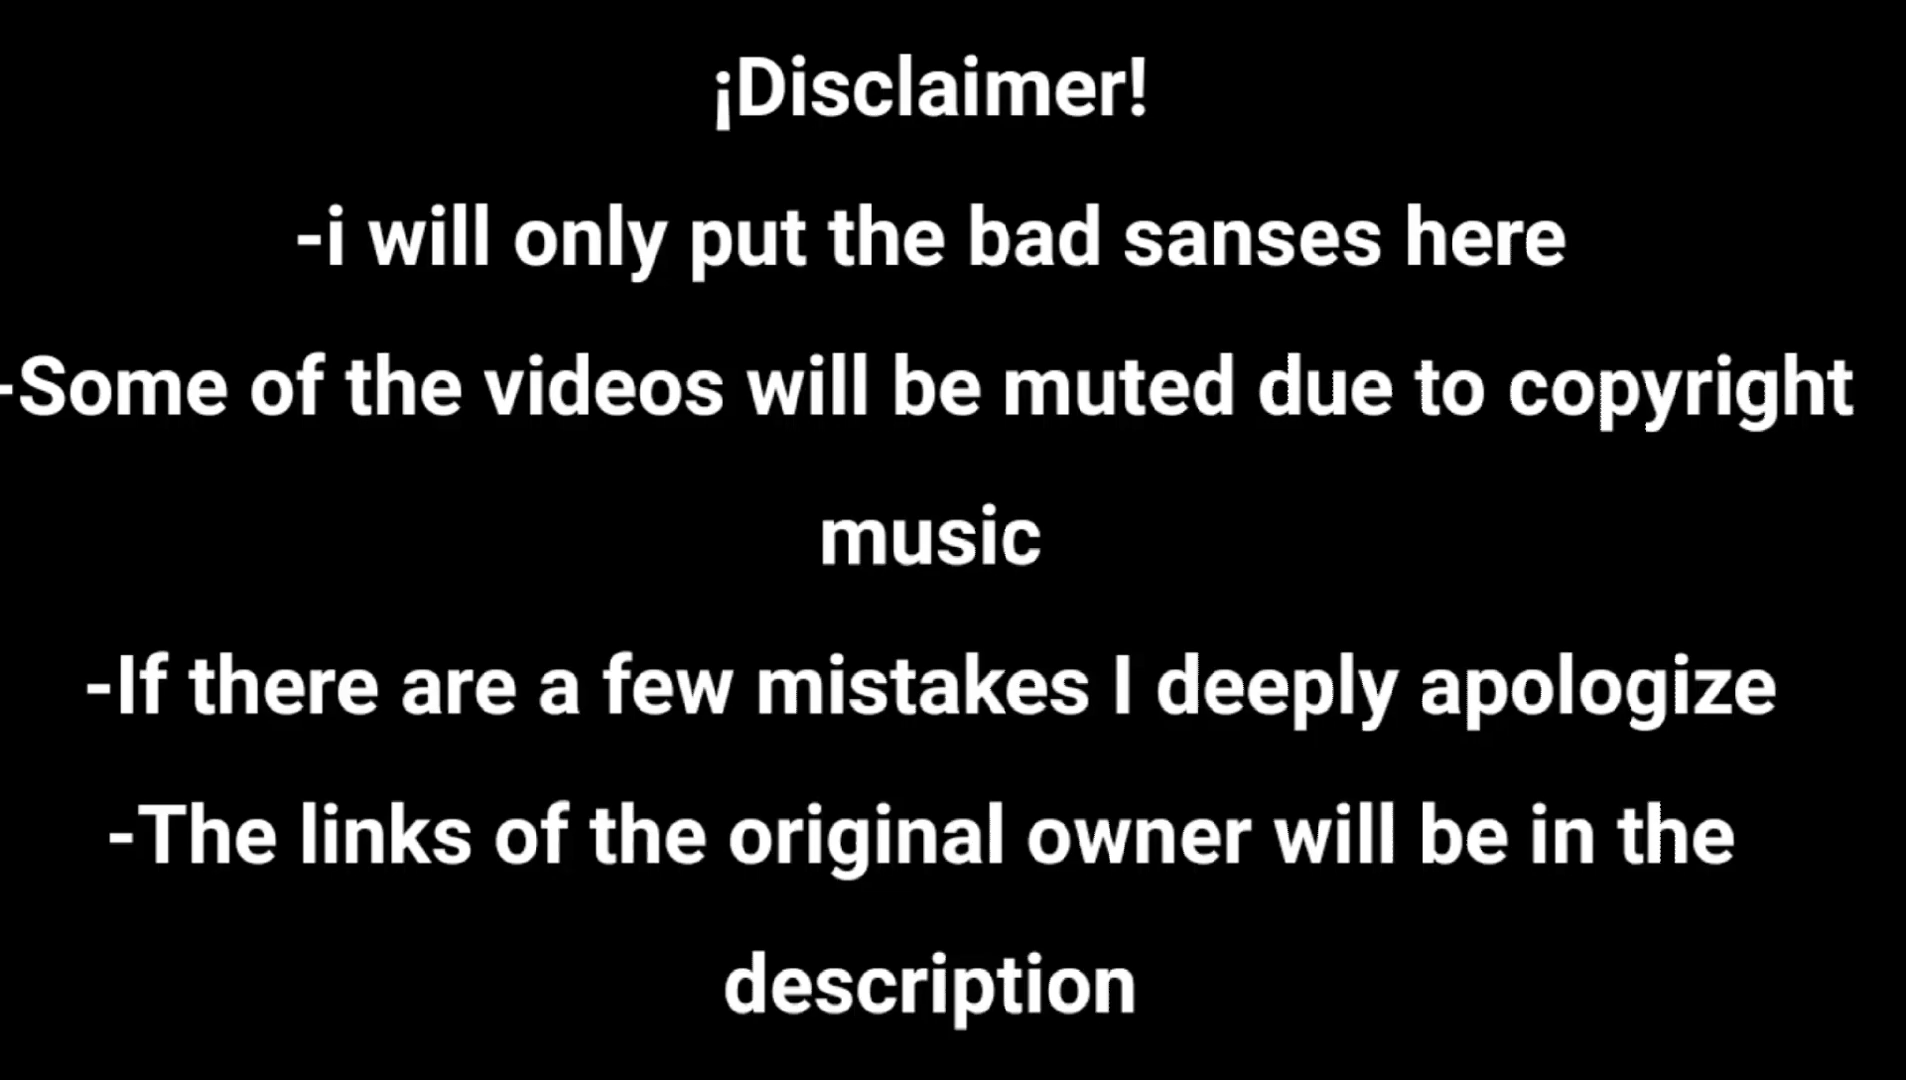 ¡Disclaimer!
-i will only put the bad sanses here
-Some of the videos will be muted due to copyright
music
-If there are a few mistakes I deeply apologize
-The links of the original owner will be in the
description